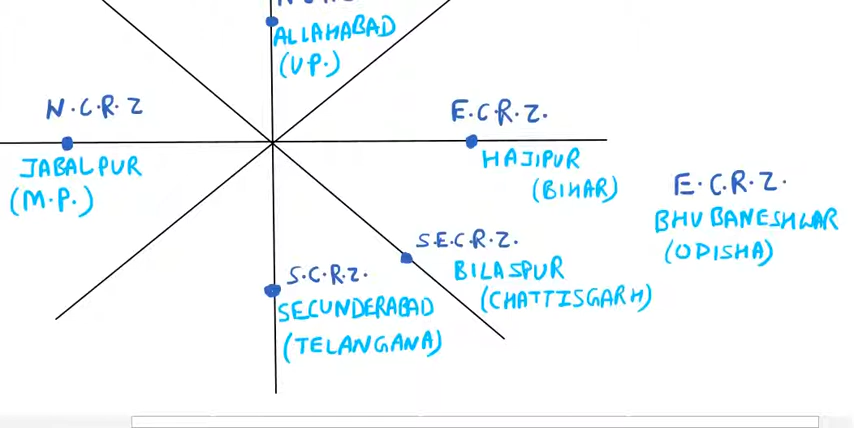 ALLAHABAD
(U.P.)
N.C.R.Z
JABALPUR
(M.P.)
E.C.R.Z.
HAJIPUR
(BIHAR)
E.C.R.Z.
BHUBANESHWAR
(ODISHA)
S.E.C.R.Z.
BILASPUR
(CHATTISGARH)
S.C.R.Z.
SECUNDERABAD
(TELANGANA)